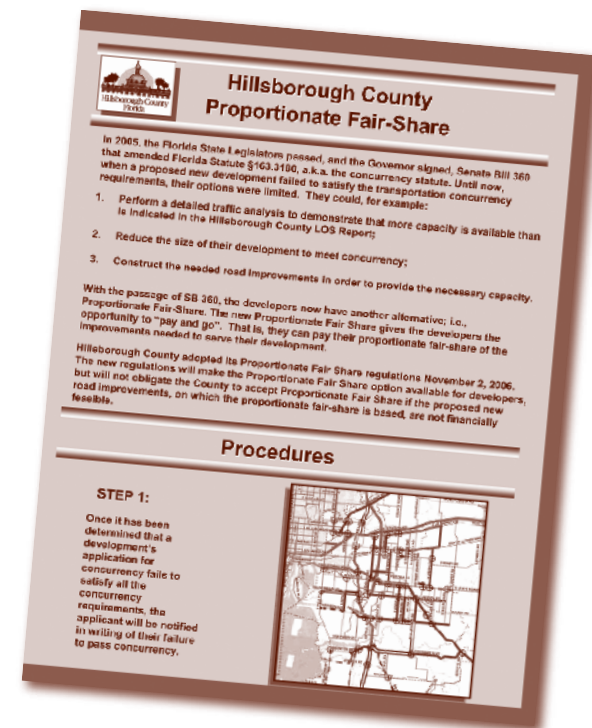 Hillsborough County
Florida
Hillsborough County
Proportionate Fair-Share
In 2005, the Florida State Legislators passed, and the Governor signed, Senate Bill 360
that amended Florida Statute §163.3180, a.k.a. the concurrency statute. Until now,
when a proposed new development failed to satisfy the transportation concurrency
requirements, their options were limited. They could, for example:
1. Perform a detailed traffic analysis to demonstrate that more capacity is available than
is indicated in the Hillsborough County LOS Report;
2. Reduce the size of their development to meet concurrency;
3. Construct the needed road improvements in order to provide the necessary capacity.
With the passage of SB 360, the developers now have another alternative; i.e.,
Proportionate Fair-Share. The new Proportionate Fair Share gives the developers the
opportunity to "pay and go". That is, they can pay their proportionate fair-share of the
improvements needed to serve their development.
Hillsborough County adopted its Proportionate Fair Share regulations November 2, 2006.
The new regulations will make the Proportionate Fair Share option available for developers,
but will not obligate the County to accept Proportionate Fair Share if the proposed new
road improvements, on which the proportionate fair-share is based, are not financially
feasible.
Procedures
STEP 1:
Once it has been
determined that a
development's
application for
concurrency fails to
satisfy all the
concurrency
requirements, the
applicant will be notified
in writing of their failure
to pass concurrency.